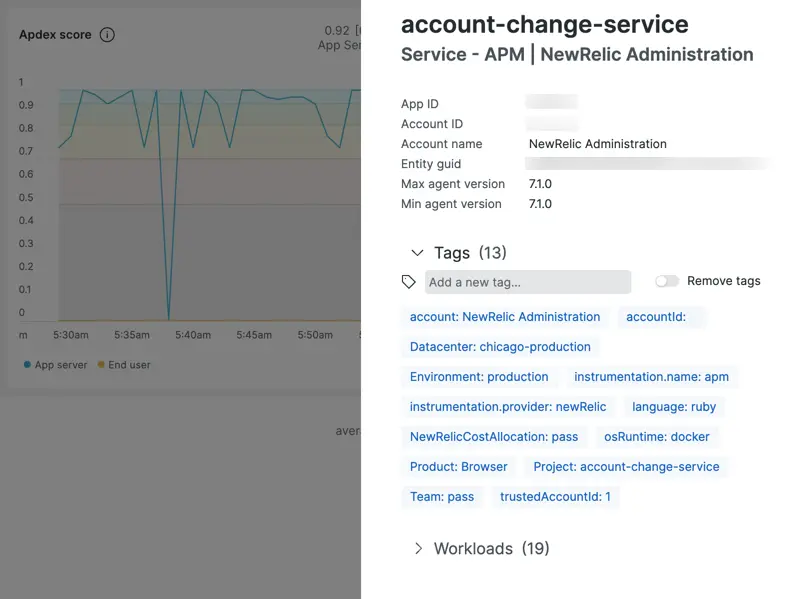 Apdex score
0.92
App Ser
1
0.9
0.8
0.7
0.6
0.5
0.4
0.3
0.2
0.1
0
m 5:30am 5:35am 5:40am 5:45am 5:50am
App server End user
aver
account-change-service
Service - APM | NewRelic Administration
App ID
Account ID
Account name NewRelic Administration
Entity guid
Max agent version 7.1.0
Min agent version 7.1.0
Tags (13)
Add a new tag... Remove tags
account: NewRelic Administration accountId:
Datacenter: chicago-production
Environment: production instrumentation.name: apm
instrumentation.provider: newRelic language: ruby
NewRelicCostAllocation: pass osRuntime: docker
Product: Browser Project: account-change-service
Team: pass trustedAccountId: 1
Workloads (19)